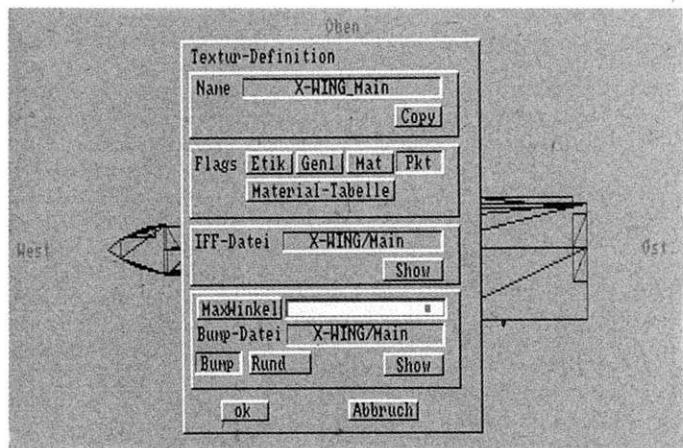 Oben
Textur-Definition
Name X-WING_Main
Copy
Flags Etik Genl Mat Pkt
Material-Tabelle
West
Ost
IFF-Datei X-WING/Main
Show
MaxWinkel
Bump-Datei X-WING/Main
Bump Rund Show
ok Abbruch